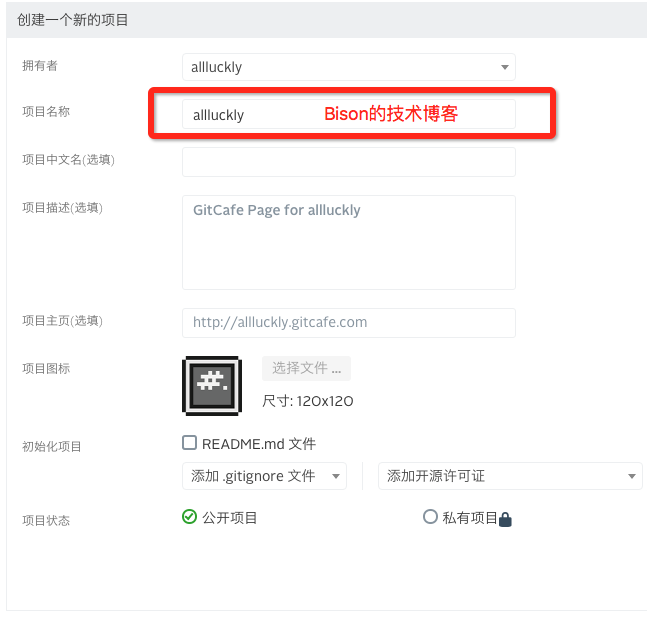 创建一个新的项目
拥有者 allluckly
项目名称 allluckly Bison的技术博客
项目中文名(选填)
项目描述(选填) GitCafe Page for allluckly
项目主页(选填) http://allluckly.gitcafe.com
项目图标 #. 选择文件 ...
尺寸: 120x120
初始化项目 README.md 文件
添加 .gitignore 文件 添加开源许可证
项目状态 公开项目 私有项目